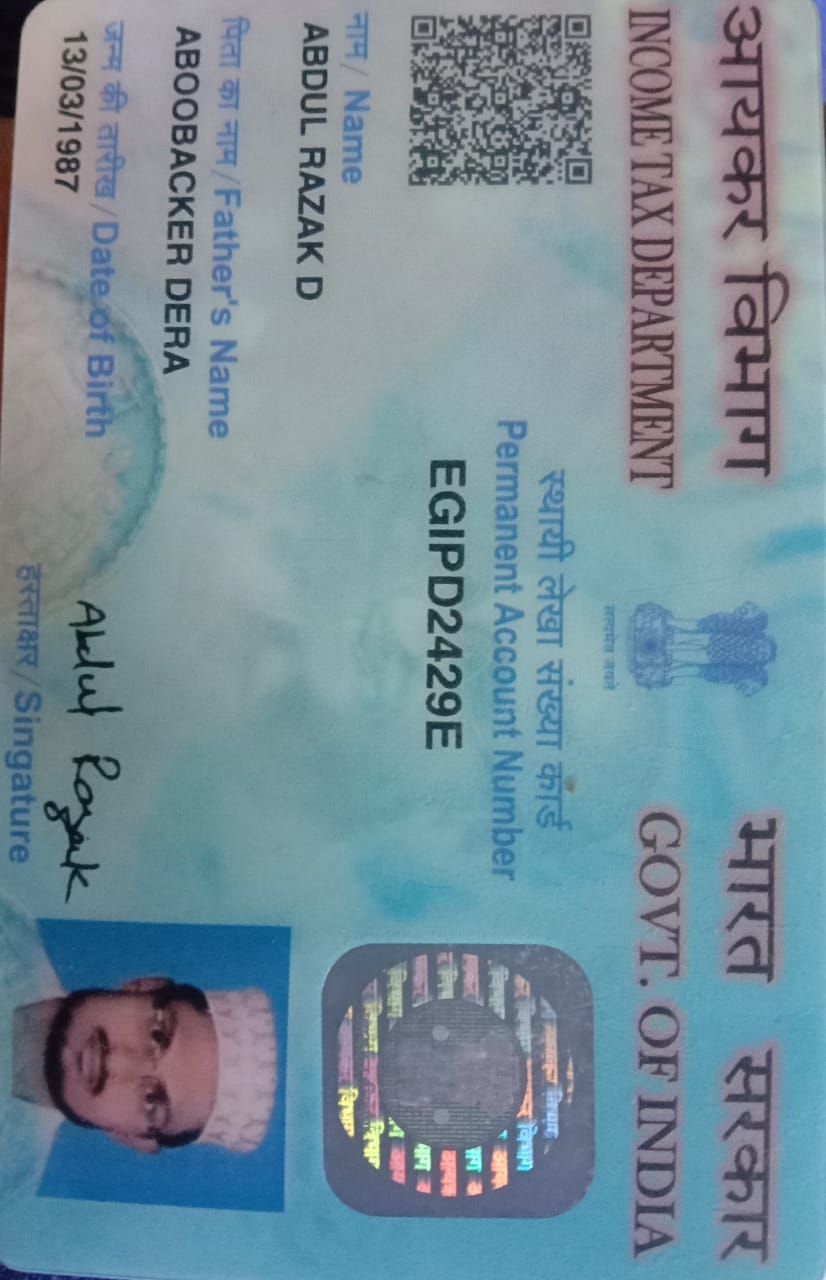 आयकर विभाग
INCOME TAX DEPARTMENT
सत्यमेव जयते
भारत सरकार
GOVT. OF INDIA
स्थायी लेखा संख्या कार्ड
Permanent Account Number
EGIPD2429E
नाम / Name
ABDUL RAZAK D
पिता का नाम / Father's Name
ABOOBACKER DERA
जन्म की तारीख / Date of Birth
13/03/1987
Abdul Razak
हस्ताक्षर / Singature